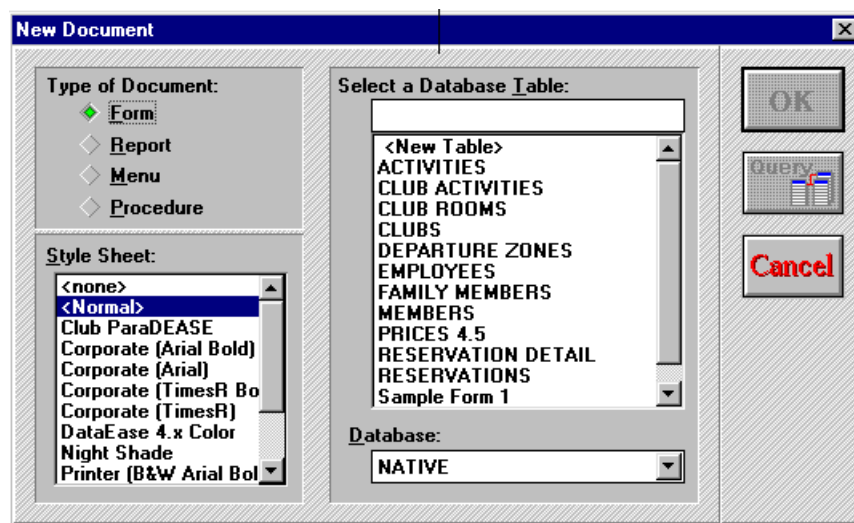 New Document
Type of Document:
Form
Report
Menu
Procedure
Style Sheet:
<none>
<Normal>
Club ParaDEASE
Corporate (Arial Bold)
Corporate (Arial)
Corporate (TimesR Bo
Corporate (TimesR)
DataEase 4.x Color
Night Shade
Printer (B&W Arial Bol
Select a Database Table:
<New Table>
ACTIVITIES
CLUB ACTIVITIES
CLUB ROOMS
CLUBS
DEPARTURE ZONES
EMPLOYEES
FAMILY MEMBERS
MEMBERS
PRICES 4.5
RESERVATION DETAIL
RESERVATIONS
Sample Form 1
Database:
NATIVE
OK
Query
Cancel